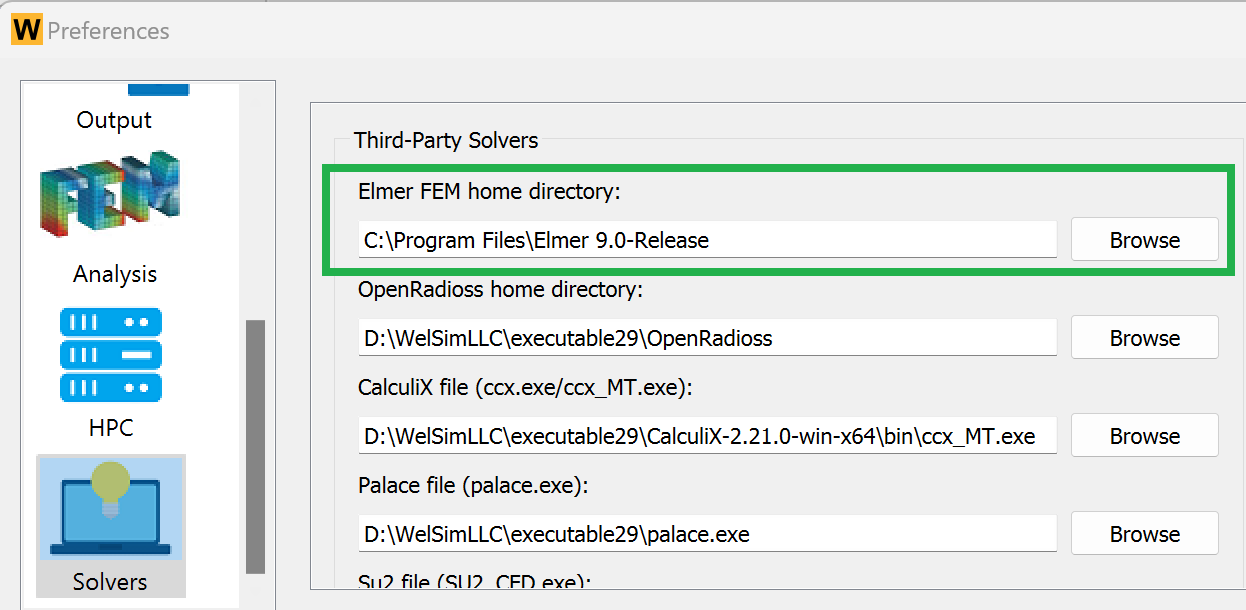 W Preferences
Output
FEM
Analysis
HPC
Solvers
Third-Party Solvers
Elmer FEM home directory:
C:\Program Files\Elmer 9.0-Release
Browse
OpenRadioss home directory:
D:\WelSimLLC\executable29\OpenRadioss
Browse
CalculiX file (ccx.exe/ccx_MT.exe):
D:\WelSimLLC\executable29\CalculiX-2.21.0-win-x64\bin\ccx_MT.exe
Browse
Palace file (palace.exe):
D:\WelSimLLC\executable29\palace.exe
Browse
Su2 file (SU2_CFD.exe):